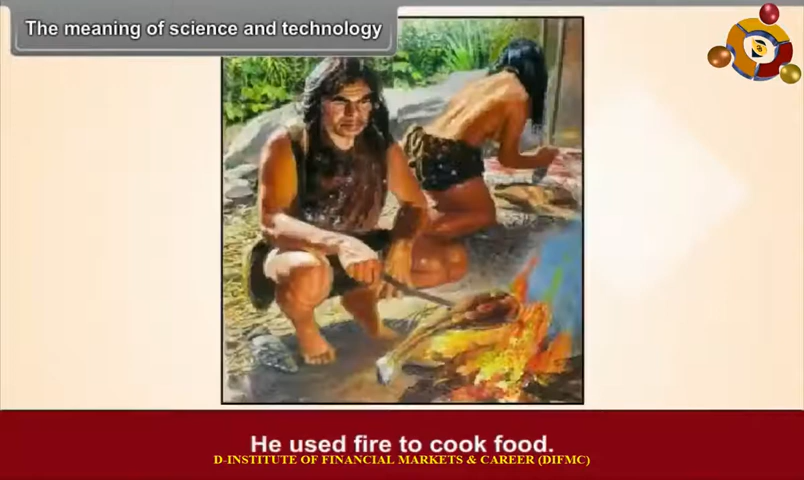 The meaning of science and technology
He used fire to cook food.
D-INSTITUTE OF FINANCIAL MARKETS & CAREER (DIFMC)